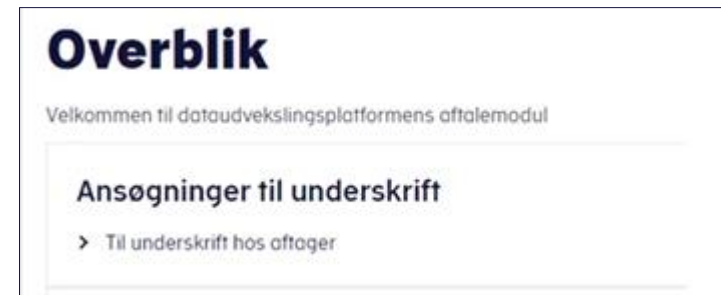 Overblik
Velkommen til dataudvekslingsplatformens aftalemodul
Ansøgninger til underskrift
Til underskrift hos aftager